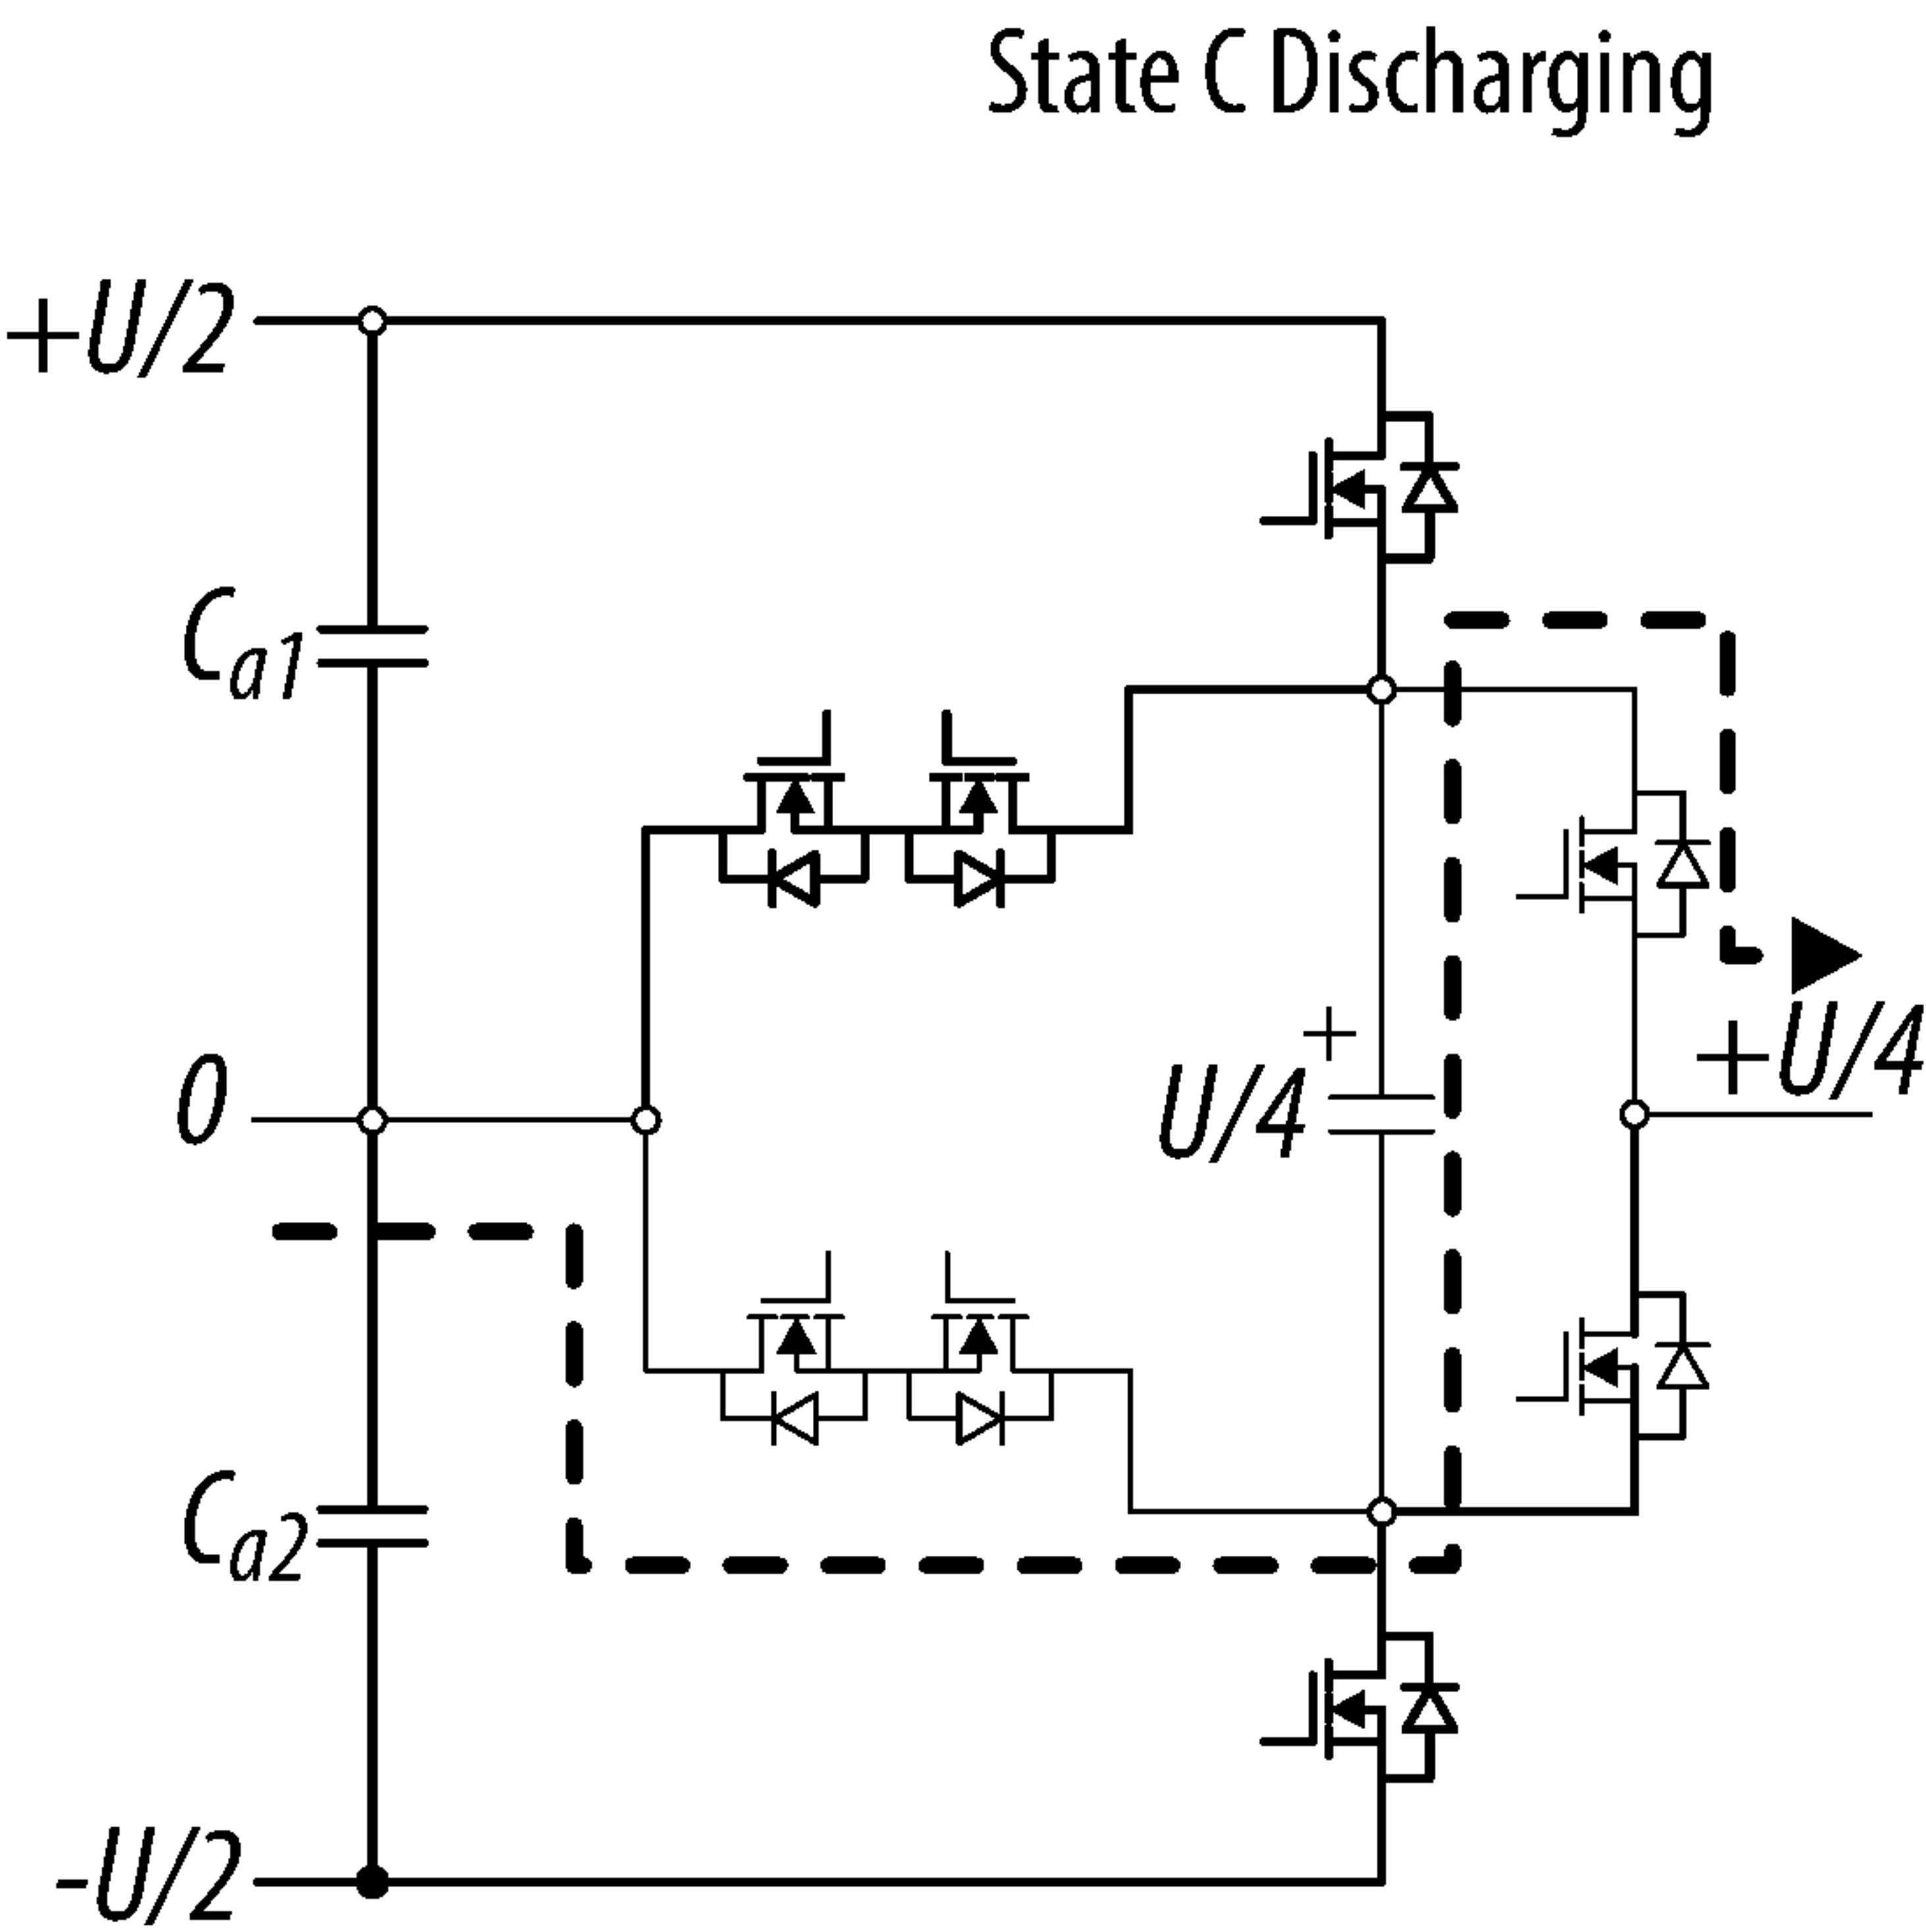 State C Discharging
+U/2
Ca1
0
+
U/4
+U/4
Ca2
-U/2